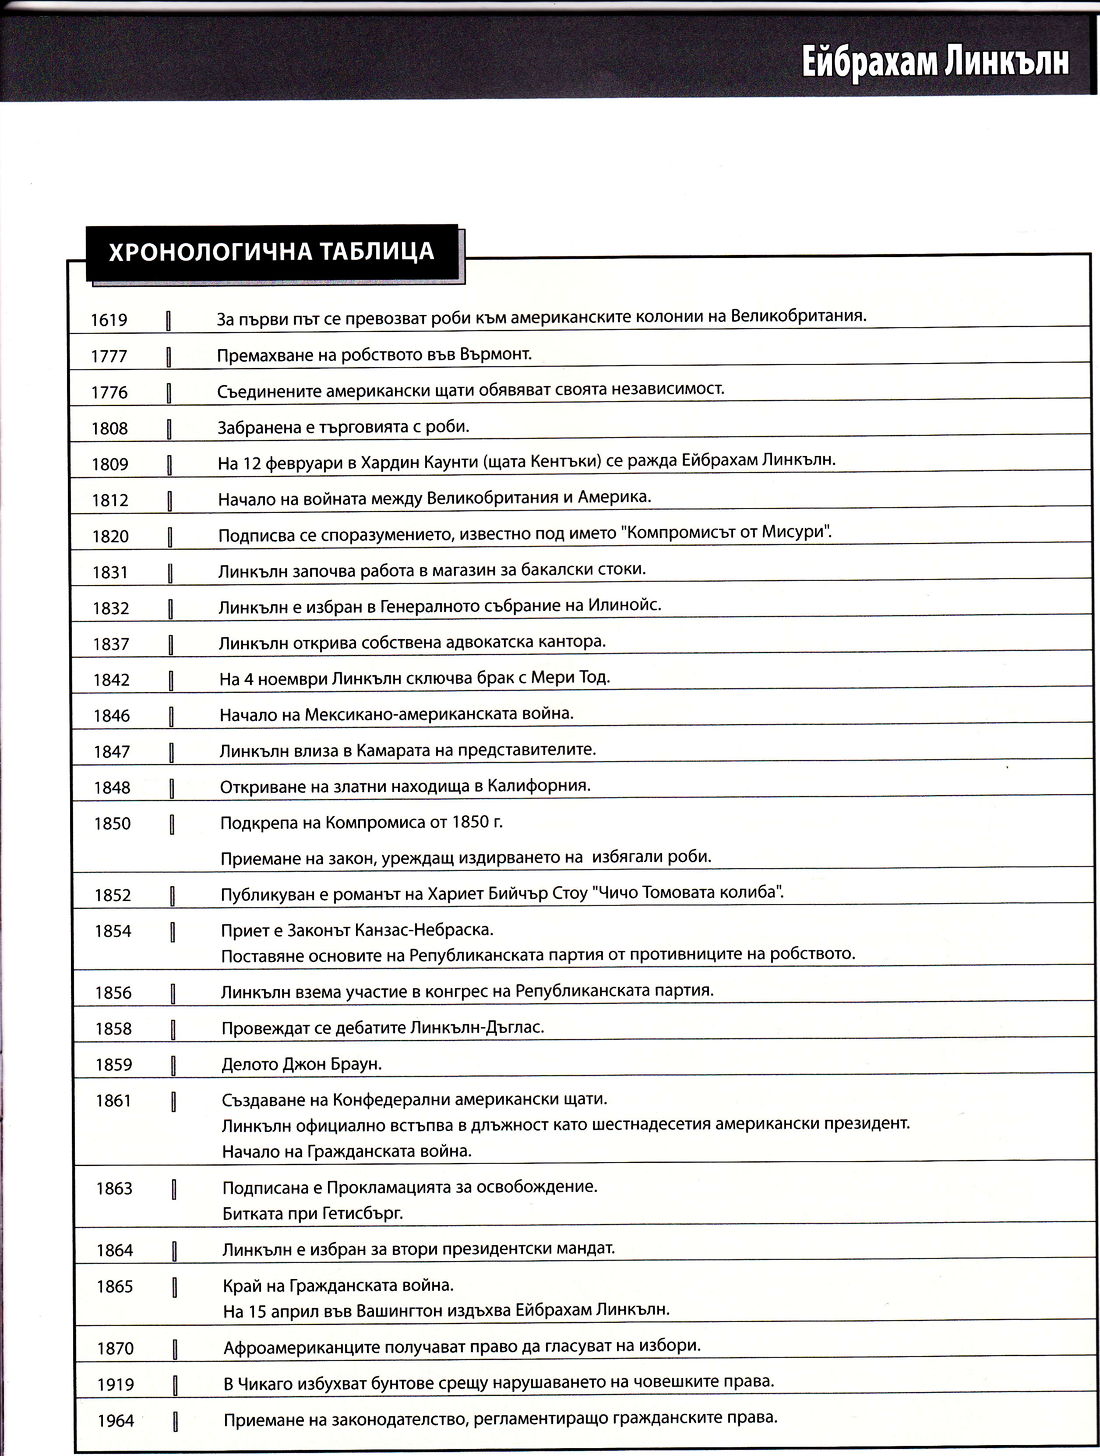 Ейбрахам Линкълн
ХРОНОЛОГИЧНА ТАБЛИЦА
1619 За първи път се превозват роби към американските колонии на Великобритания.
1777 Премахване на робството във Върмонт.
1776 Съединените американски щати обявяват своята независимост.
1808 Забранена е търговията с роби.
1809 На 12 февруари в Хардин Каунти (щата Кентъки) се ражда Ейбрахам Линкълн.
1812 Начало на войната между Великобритания и Америка.
1820 Подписва се споразумението, известно под името "Компромисът от Мисури".
1831 Линкълн започва работа в магазин за бакалски стоки.
1832 Линкълн е избран в Генералното събрание на Илинойс.
1837 Линкълн открива собствена адвокатска кантора.
1842 На 4 ноември Линкълн сключва брак с Мери Тод.
1846 Начало на Мексикано-американската война.
1847 Линкълн влиза в Камарата на представителите.
1848 Откриване на златни находища в Калифорния.
1850 Подкрепа на Компромиса от 1850 г.
Приемане на закон, уреждащ издирването на избягали роби.
1852 Публикуван е романът на Хариет Бийчър Стоу "Чичо Томовата колиба".
1854 Приет е Законът Канзас-Небраска.
Поставяне основите на Републиканската партия от противниците на робството.
1856 Линкълн взема участие в конгрес на Републиканската партия.
1858 Провеждат се дебатите Линкълн-Дъглас.
1859 Делото Джон Браун.
1861 Създаване на Конфедерални американски щати.
Линкълн официално встъпва в длъжност като шестнадесетия американски президент.
Начало на Гражданската война.
1863 Подписана е Прокламацията за освобождение.
Битката при Гетисбърг.
1864 Линкълн е избран за втори президентски мандат.
1865 Край на Гражданската война.
На 15 април във Вашингтон издъхва Ейбрахам Линкълн.
1870 Афроамериканците получават право да гласуват на избори.
1919 В Чикаго избухват бунтове срещу нарушаването на човешките права.
1964 Приемане на законодателство, регламентиращо гражданските права.